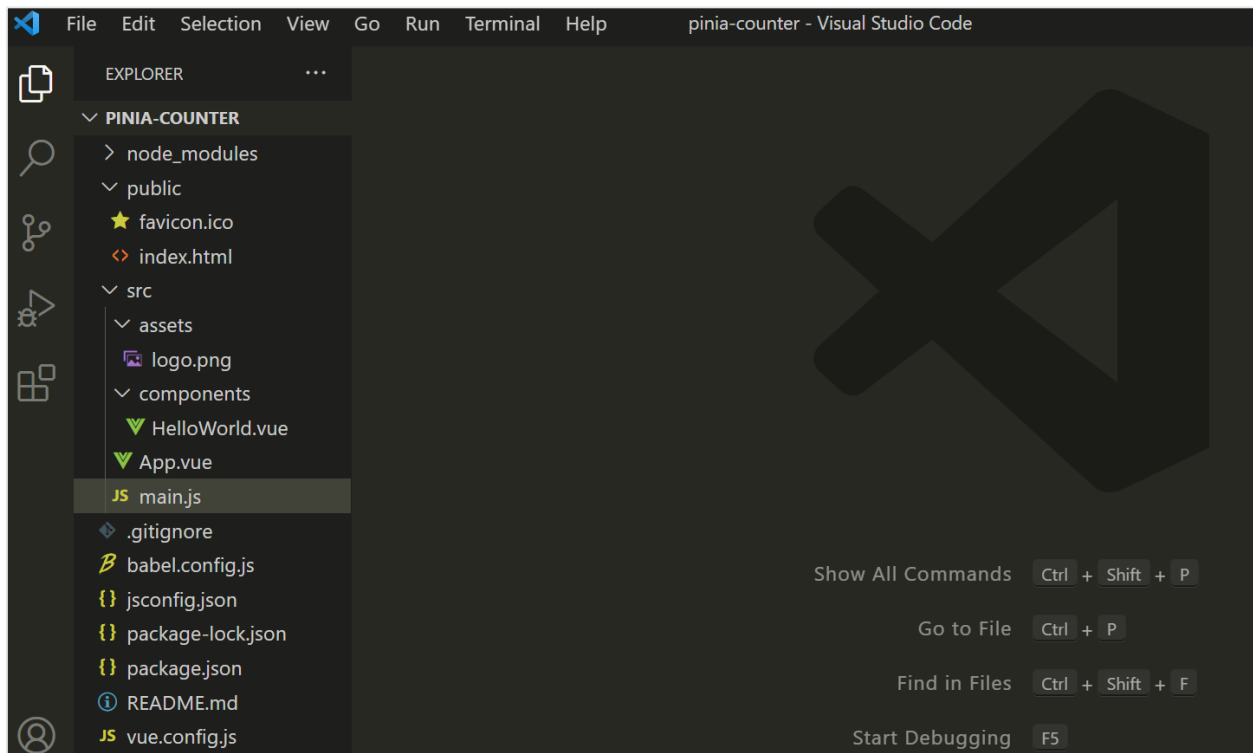 File Edit Selection View Go Run Terminal Help pinia-counter - Visual Studio Code
EXPLORER ...
PINIA-COUNTER
node_modules
public
favicon.ico
<> index.html
src
assets
logo.png
components
HelloWorld.vue
App.vue
JS main.js
.gitignore
babel.config.js
{} jsconfig.json
{} package-lock.json
{} package.json
README.md
JS vue.config.js
Show All Commands Ctrl + Shift + P
Go to File Ctrl + P
Find in Files Ctrl + Shift + F
Start Debugging F5